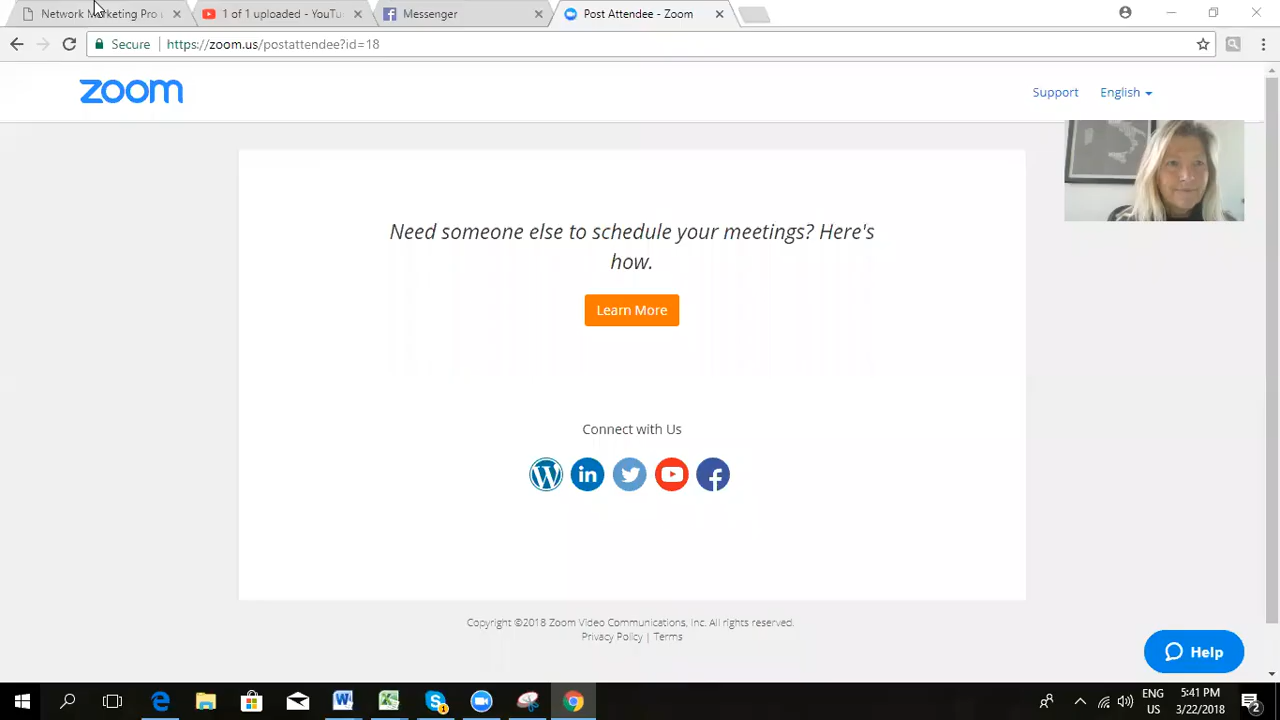 Network Marketing Pro
1 of 1 uploaded - YouTu
Messenger
Post Attendee - Zoom
Secure
https://zoom.us/postattendee?id=18
zoom
Support
English
Need someone else to schedule your meetings? Here's
how.
Learn More
Connect with Us
Copyright ©2018 Zoom Video Communications, Inc. All rights reserved.
Privacy Policy | Terms
Help
ENG
US
5:41 PM
3/22/2018
1
2